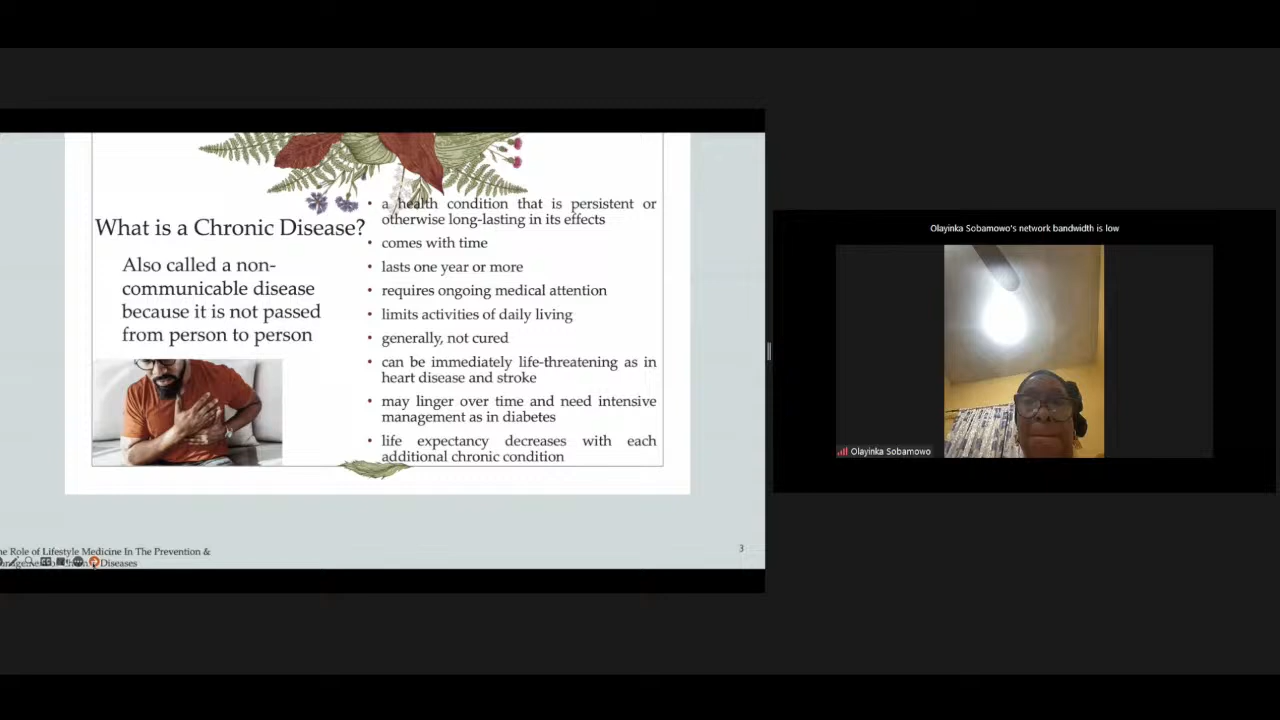 What is a Chronic Disease?
Also called a non-
communicable disease
because it is not passed
from person to person
• a health condition that is persistent or
otherwise long-lasting in its effects
• comes with time
• lasts one year or more
• requires ongoing medical attention
• limits activities of daily living
• generally, not cured
• can be immediately life-threatening as in
heart disease and stroke
• may linger over time and need intensive
management as in diabetes
• life expectancy decreases with each
additional chronic condition
Role of Lifestyle Medicine In The Prevention &
Diseases
3
Olayinka Sobamowo's network bandwidth is low
Olayinka Sobamowo